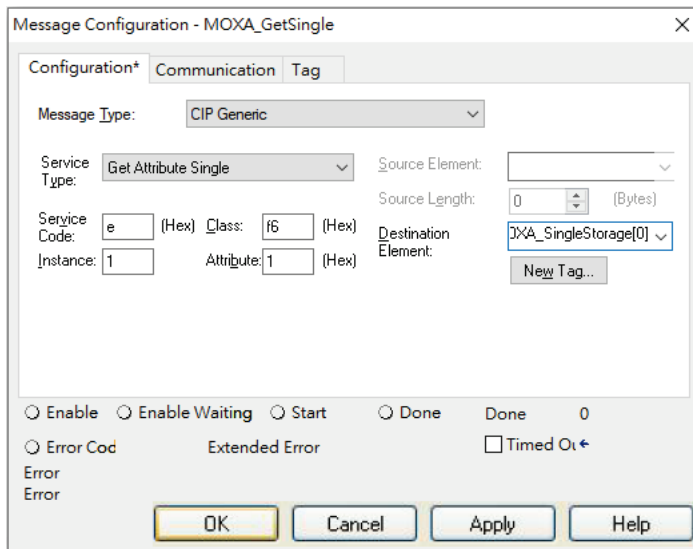 Message Configuration - MOXA_GetSingle
Configuration* Communication Tag
Message Type: CIP Generic
Service Type: Get Attribute Single Source Element:
Source Length: 0 (Bytes)
Service Code: e (Hex) Class: f6 (Hex) Destination Element: OXA_SingleStorage[0]
Instance: 1 Attribute: 1 (Hex)
New Tag...
Enable Enable Waiting Start Done Done 0
Error Cod Extended Error Timed Ou
Error
Error
OK Cancel Apply Help